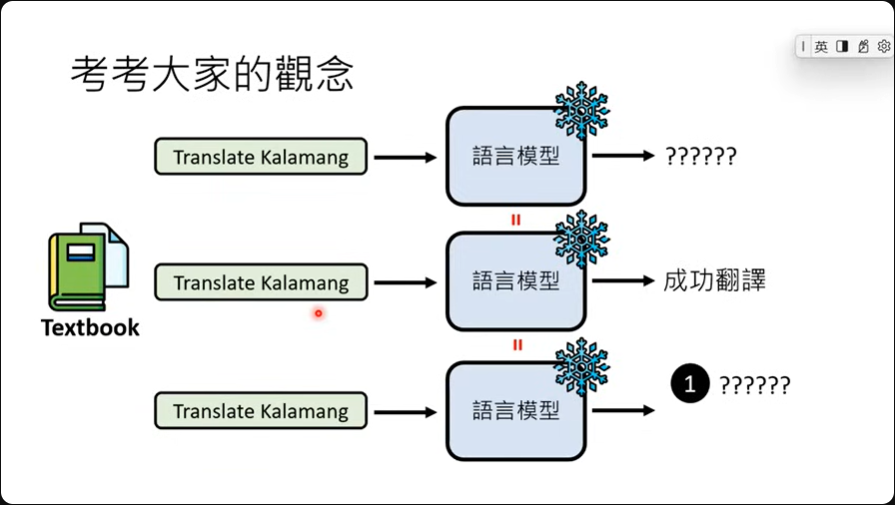 英
考考大家的觀念
Translate Kalamang
語言模型
??????
=
Textbook
Translate Kalamang
語言模型
成功翻譯
=
Translate Kalamang
語言模型
1 ??????